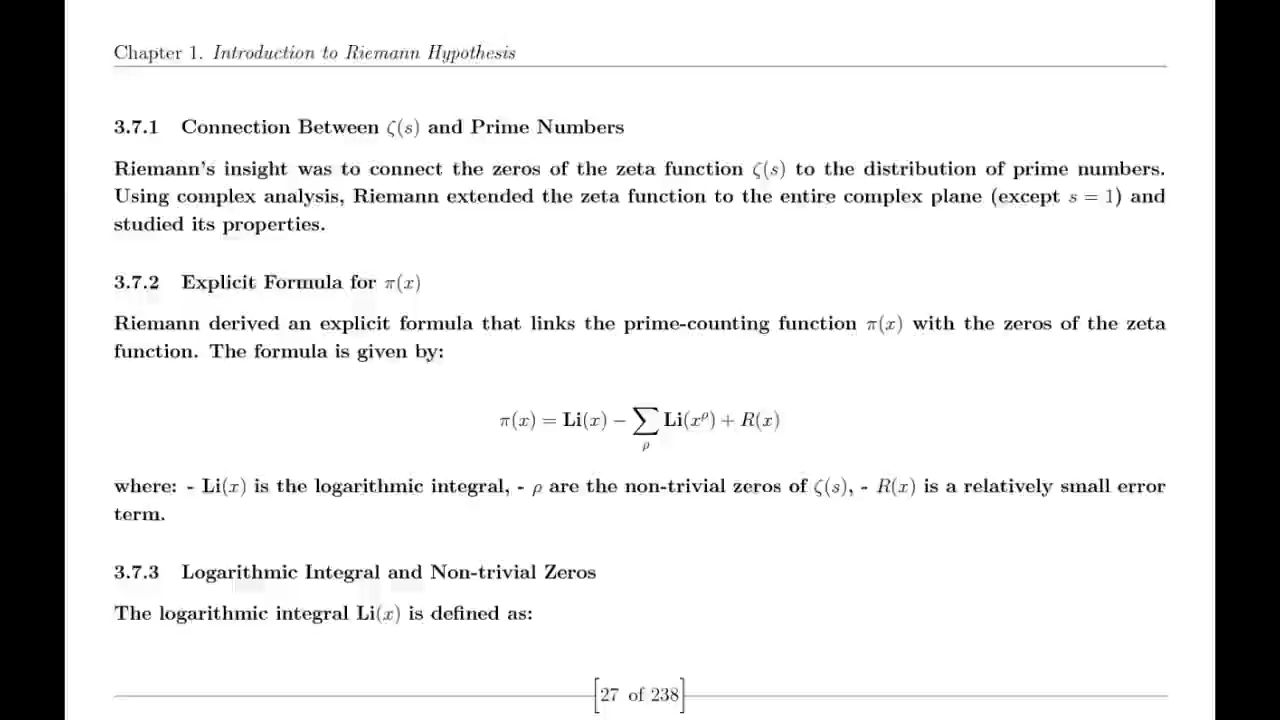 Chapter 1. Introduction to Riemann Hypothesis
3.7.1 Connection Between ζ(s) and Prime Numbers
Riemann's insight was to connect the zeros of the zeta function ζ(s) to the distribution of prime numbers.
Using complex analysis, Riemann extended the zeta function to the entire complex plane (except s = 1) and
studied its properties.
3.7.2 Explicit Formula for π(x)
Riemann derived an explicit formula that links the prime-counting function π(x) with the zeros of the zeta
function. The formula is given by:
π(x) = Li(x) − ∑ρ Li(x^ρ) + R(x)
where: - Li(x) is the logarithmic integral, - ρ are the non-trivial zeros of ζ(s), - R(x) is a relatively small error
term.
3.7.3 Logarithmic Integral and Non-trivial Zeros
The logarithmic integral Li(x) is defined as:
[27 of 238]